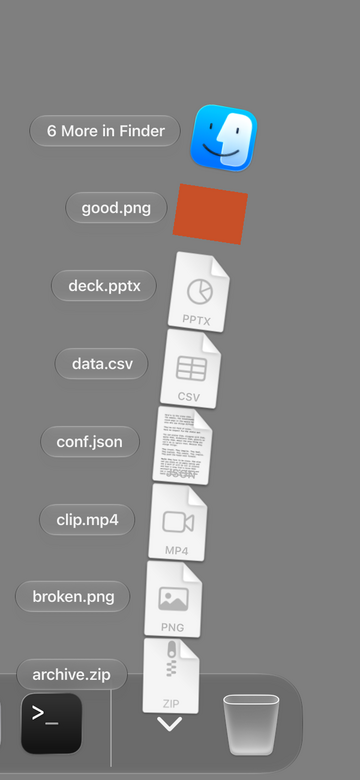 6 More in Finder
good.png
deck.pptx
PPTX
data.csv
CSV
conf.json
JSON
clip.mp4
MP4
broken.png
PNG
archive.zip
ZIP
>_